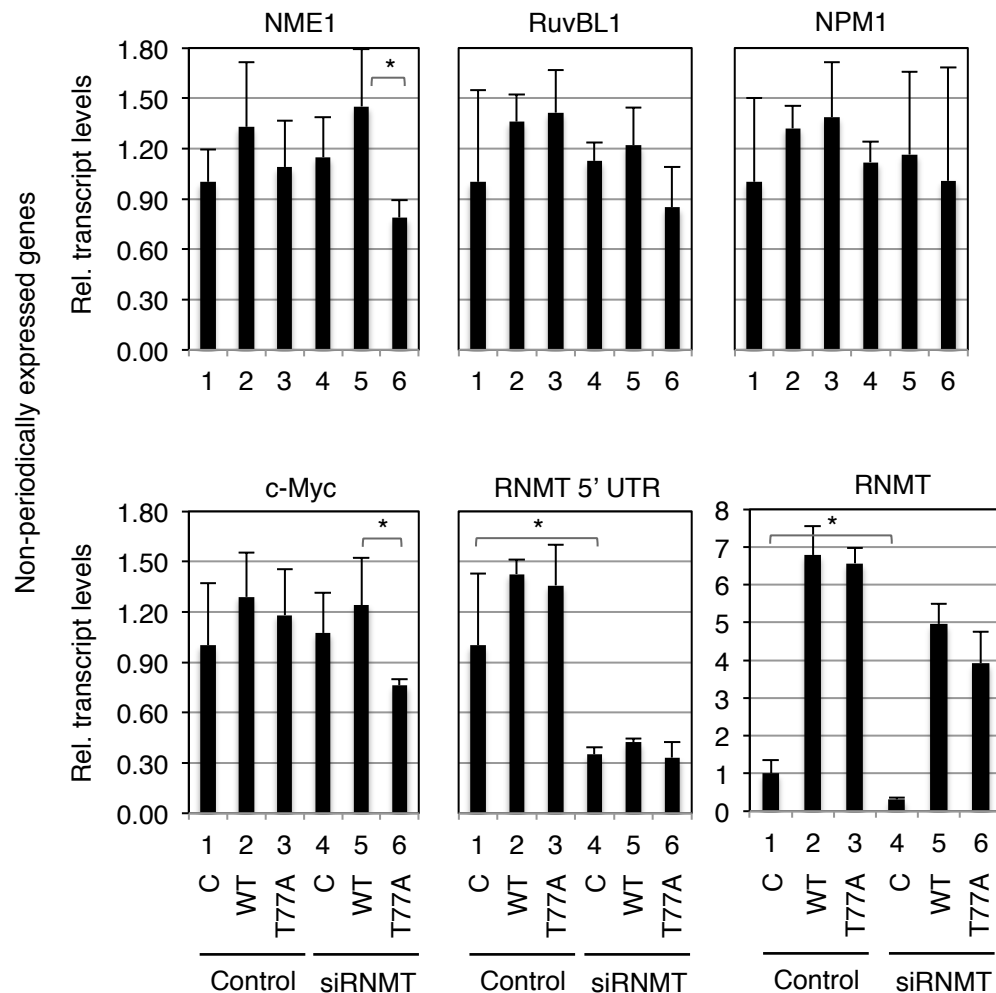 NME1 RuvBL1 NPM1
Non-periodically expressed genes
Rel. transcript levels
1.80
*
1.50
1.20
0.90
0.60
0.30
0.00
1 2 3 4 5 6 1 2 3 4 5 6 1 2 3 4 5 6
c-Myc RNMT 5’ UTR RNMT
Rel. transcript levels
1.80
* * *
1.50
1.20
0.90
0.60
0.30
0.00
8
7
6
5
4
3
2
1
0
1 2 3 4 5 6 1 2 3 4 5 6 1 2 3 4 5 6
C WT T77A C WT T77A C WT T77A C WT T77A C WT T77A C WT T77A
Control siRNMT Control siRNMT Control siRNMT